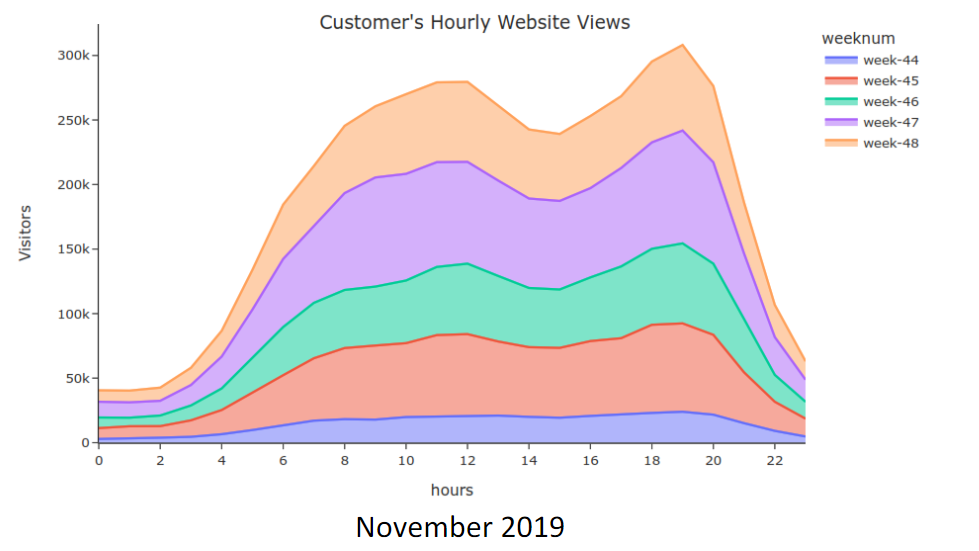 Customer's Hourly Website Views
weeknum
week-44
week-45
week-46
week-47
week-48
300k
250k
200k
150k
100k
50k
0
Visitors
0 2 4 6 8 10 12 14 16 18 20 22
hours
November 2019